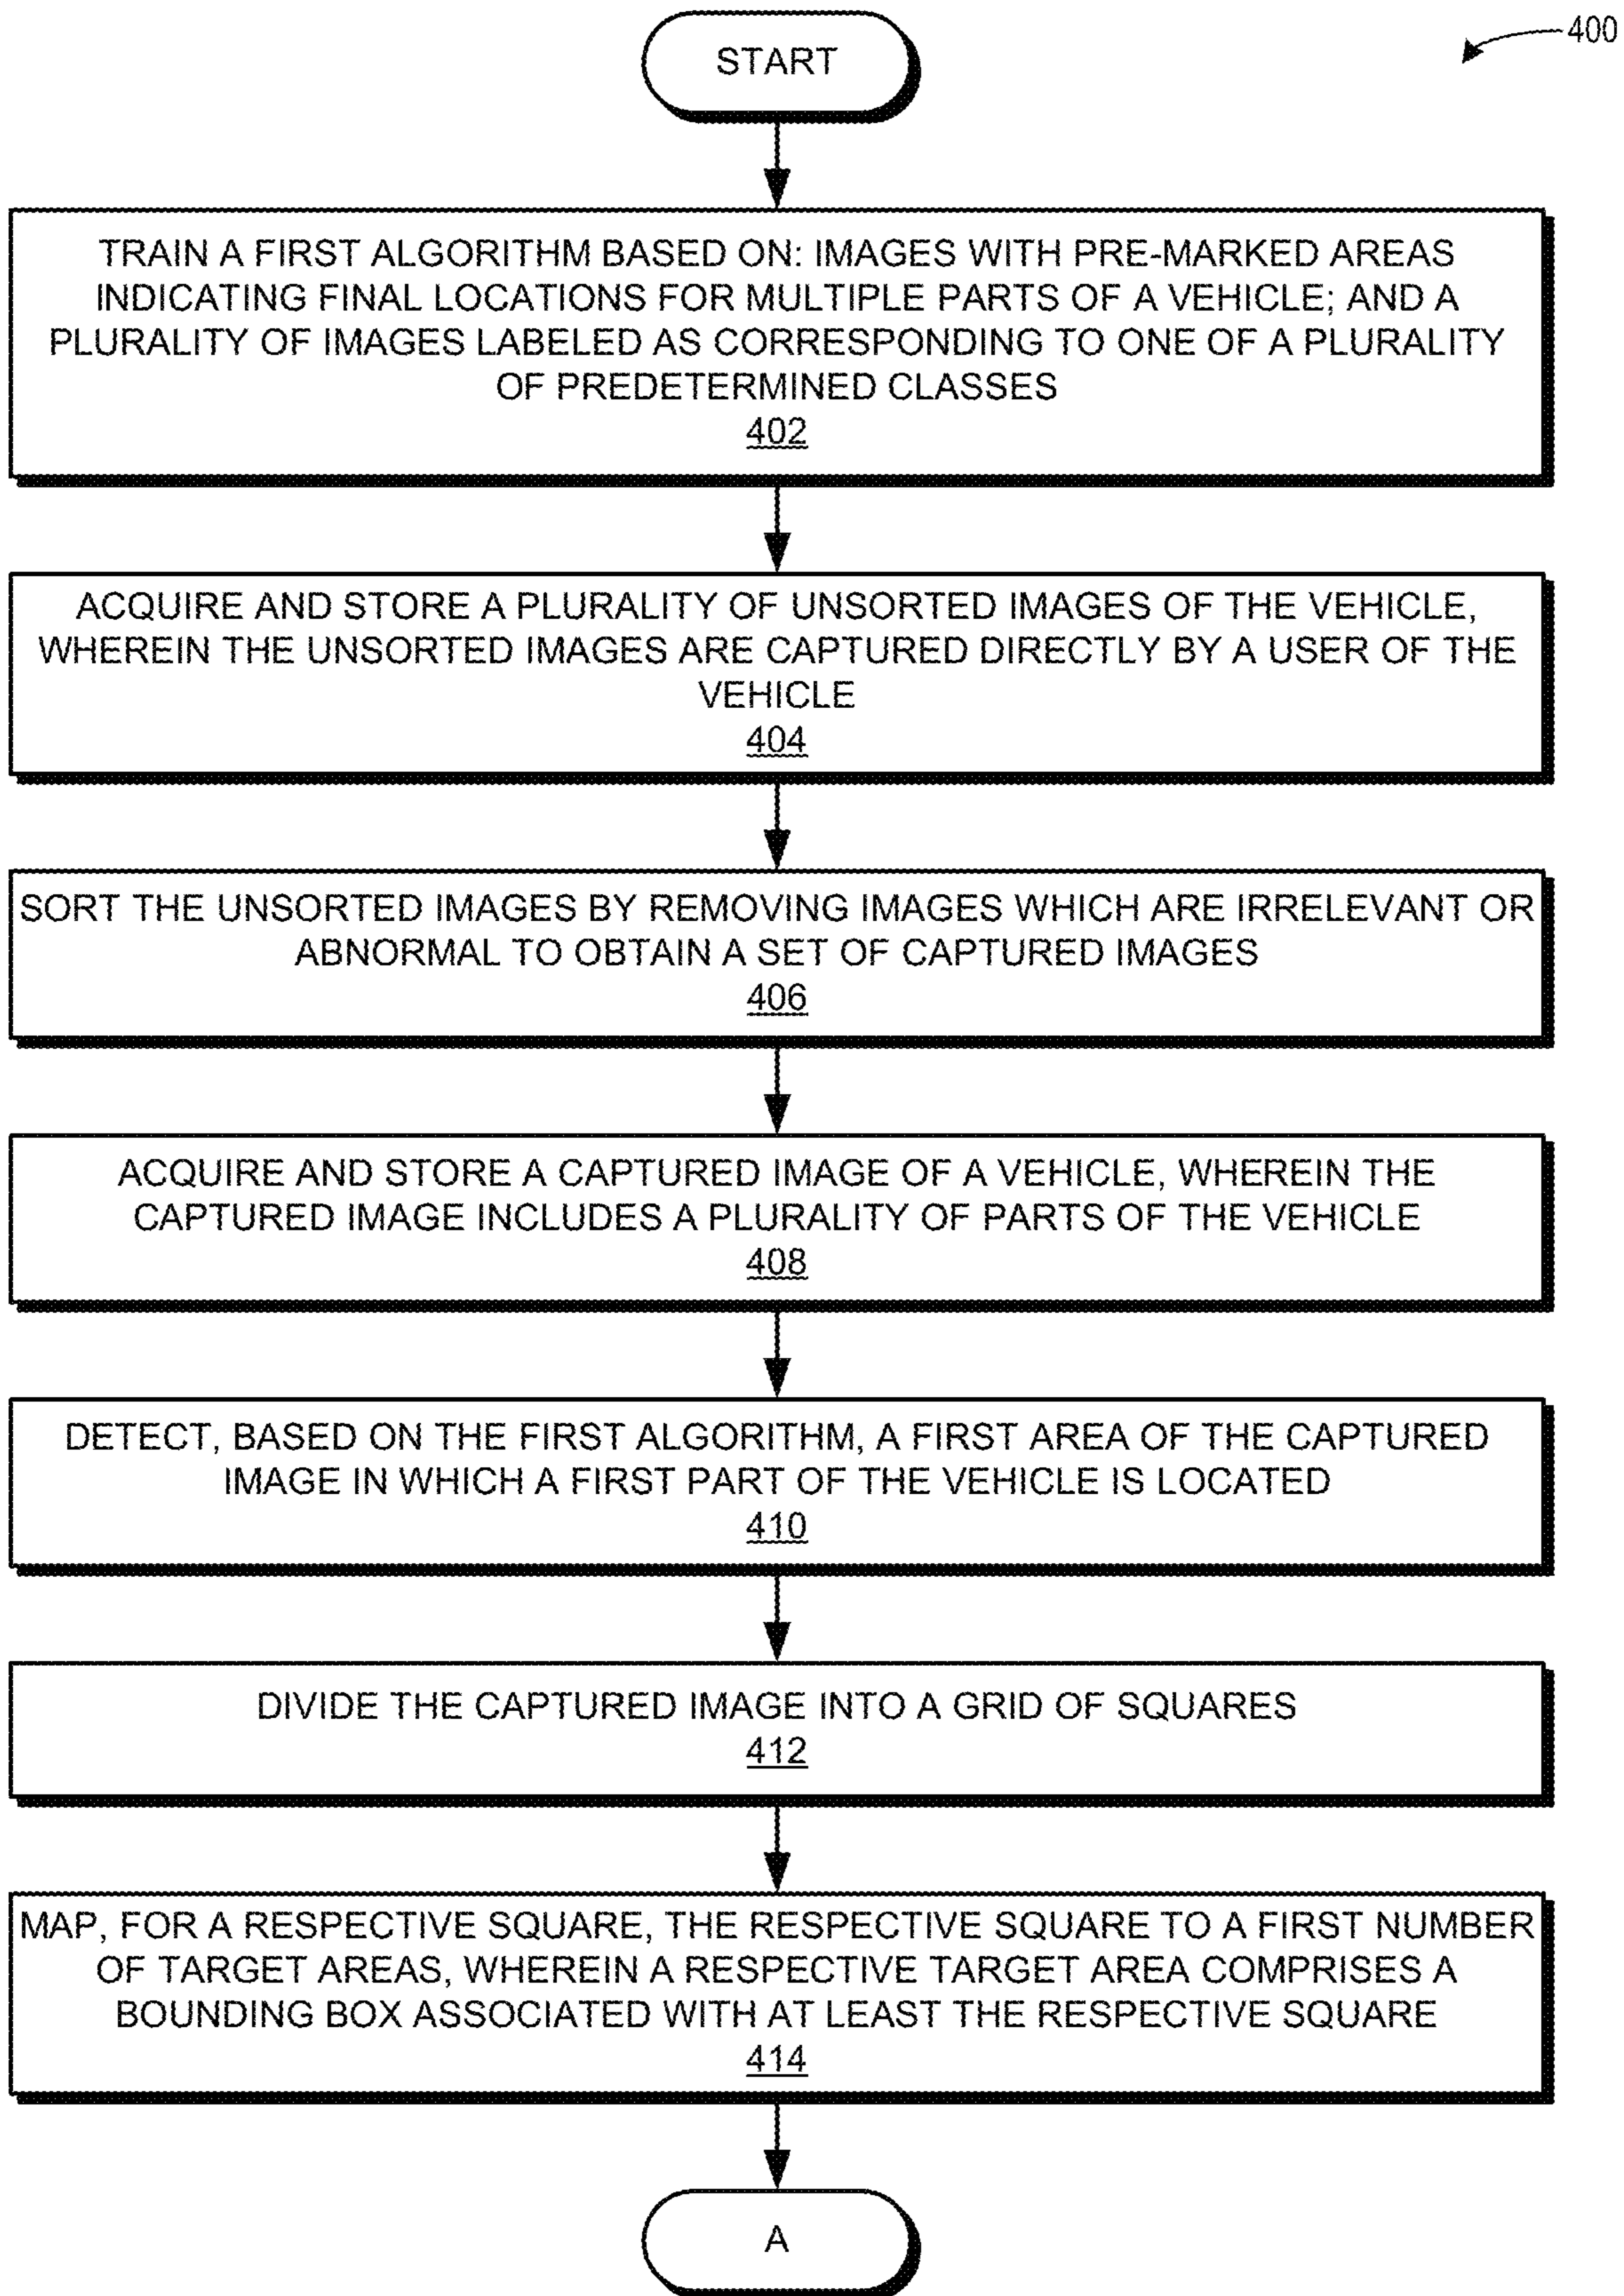 400
START
TRAIN A FIRST ALGORITHM BASED ON: IMAGES WITH PRE-MARKED AREAS
INDICATING FINAL LOCATIONS FOR MULTIPLE PARTS OF A VEHICLE; AND A
PLURALITY OF IMAGES LABELED AS CORRESPONDING TO ONE OF A PLURALITY
OF PREDETERMINED CLASSES
402
ACQUIRE AND STORE A PLURALITY OF UNSORTED IMAGES OF THE VEHICLE,
WHEREIN THE UNSORTED IMAGES ARE CAPTURED DIRECTLY BY A USER OF THE
VEHICLE
404
SORT THE UNSORTED IMAGES BY REMOVING IMAGES WHICH ARE IRRELEVANT OR
ABNORMAL TO OBTAIN A SET OF CAPTURED IMAGES
406
ACQUIRE AND STORE A CAPTURED IMAGE OF A VEHICLE, WHEREIN THE
CAPTURED IMAGE INCLUDES A PLURALITY OF PARTS OF THE VEHICLE
408
DETECT, BASED ON THE FIRST ALGORITHM, A FIRST AREA OF THE CAPTURED
IMAGE IN WHICH A FIRST PART OF THE VEHICLE IS LOCATED
410
DIVIDE THE CAPTURED IMAGE INTO A GRID OF SQUARES
412
MAP, FOR A RESPECTIVE SQUARE, THE RESPECTIVE SQUARE TO A FIRST NUMBER
OF TARGET AREAS, WHEREIN A RESPECTIVE TARGET AREA COMPRISES A
BOUNDING BOX ASSOCIATED WITH AT LEAST THE RESPECTIVE SQUARE
414
A